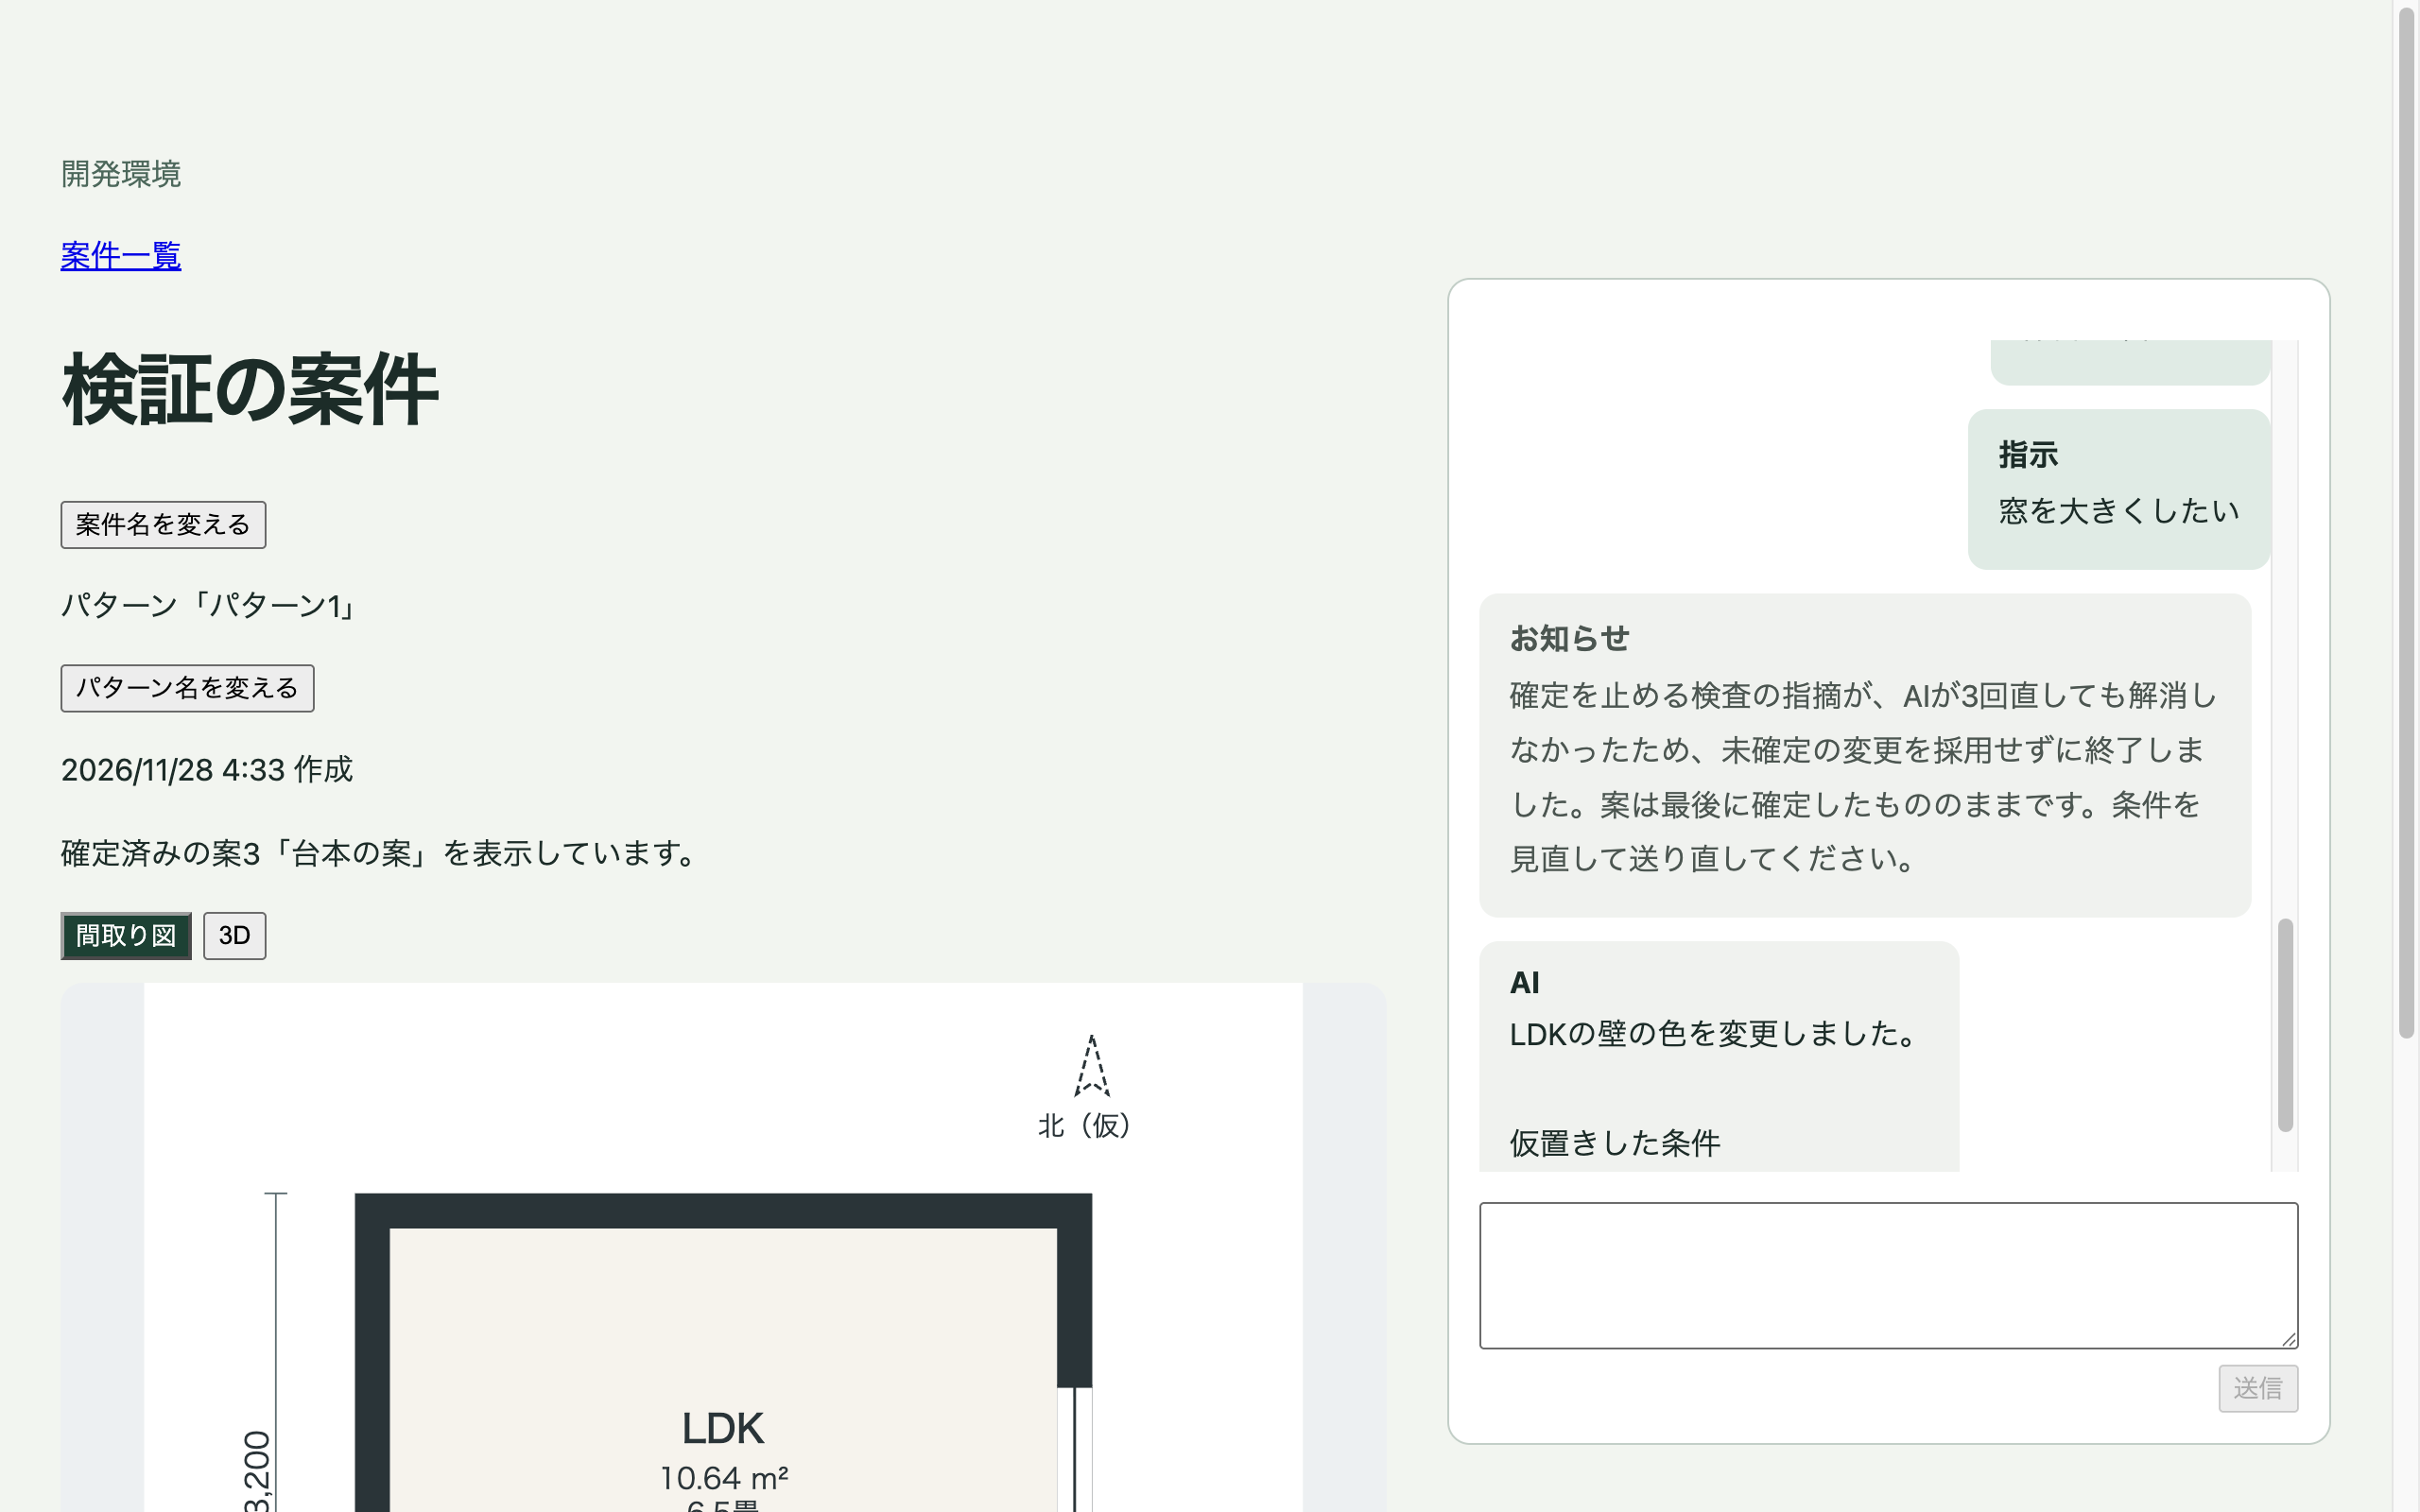 開発環境
案件一覧
検証の案件
案件名を変える
パターン「パターン1」
パターン名を変える
2026/11/28 4:33 作成
確定済みの案3「台本の案」を表示しています。
間取り図
3D
北（仮）
LDK
10.64 m²
6.5畳
3,200
指示
窓を大きくしたい
お知らせ
確定を止める検査の指摘が、AIが3回直しても解消し
なかったため、未確定の変更を採用せずに終了しま
した。案は最後に確定したもののままです。条件を
見直して送り直してください。
AI
LDKの壁の色を変更しました。
仮置きした条件
送信